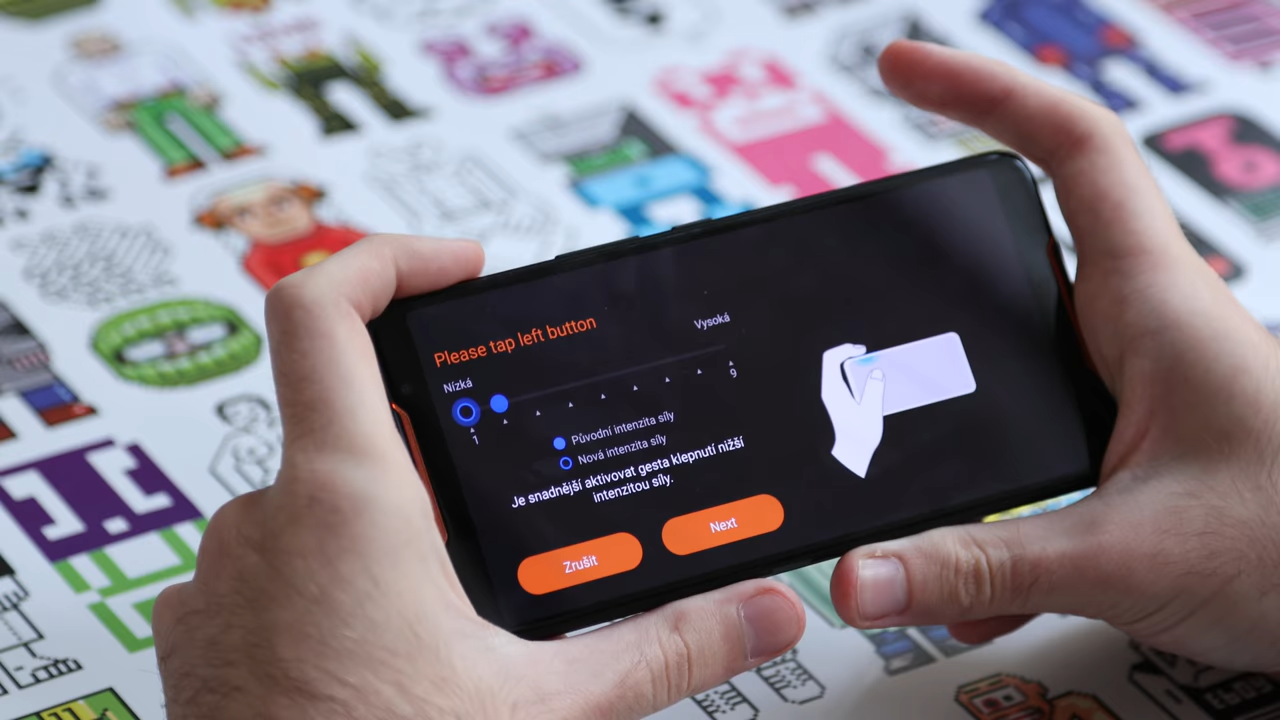 Please tap left button
Nízká
Vysoká
1
9
Původní intenzita síly
Nová intenzita síly
Je snadnější aktivovat gesta klepnutí nižší
intenzitou síly.
Zrušit
Next